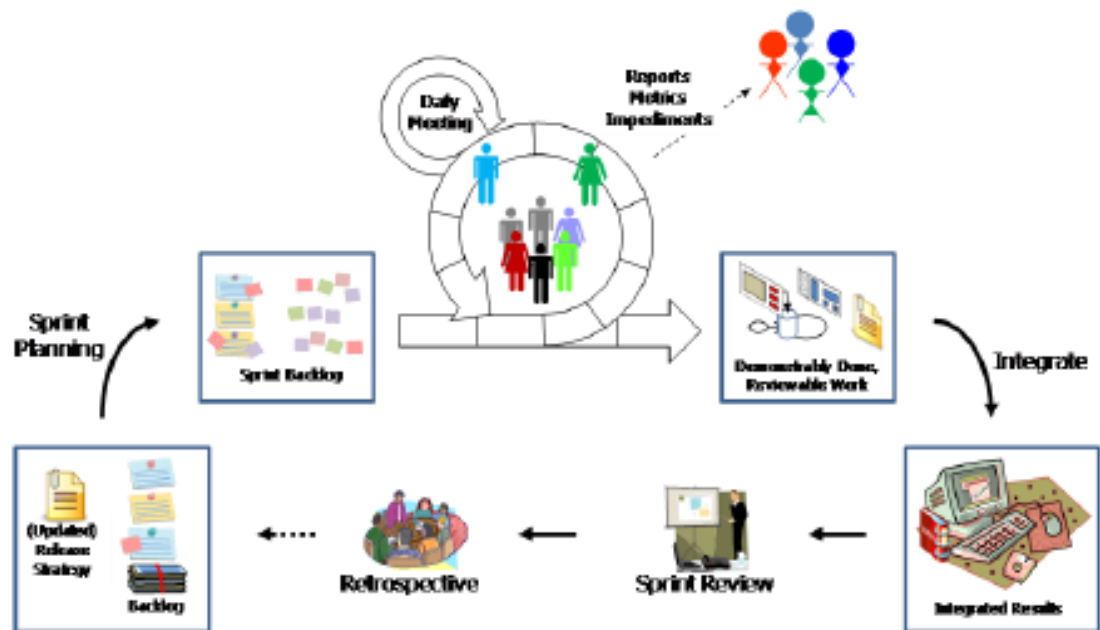 Daily
Meeting
Reports
Metrics
Impediments
Sprint
Planning
Sprint Backlog
Demonstrably Done,
Reviewable Work
Integrate
(Updated)
Release
Strategy
Backlog
Retrospective
Sprint Review
Integrated Results